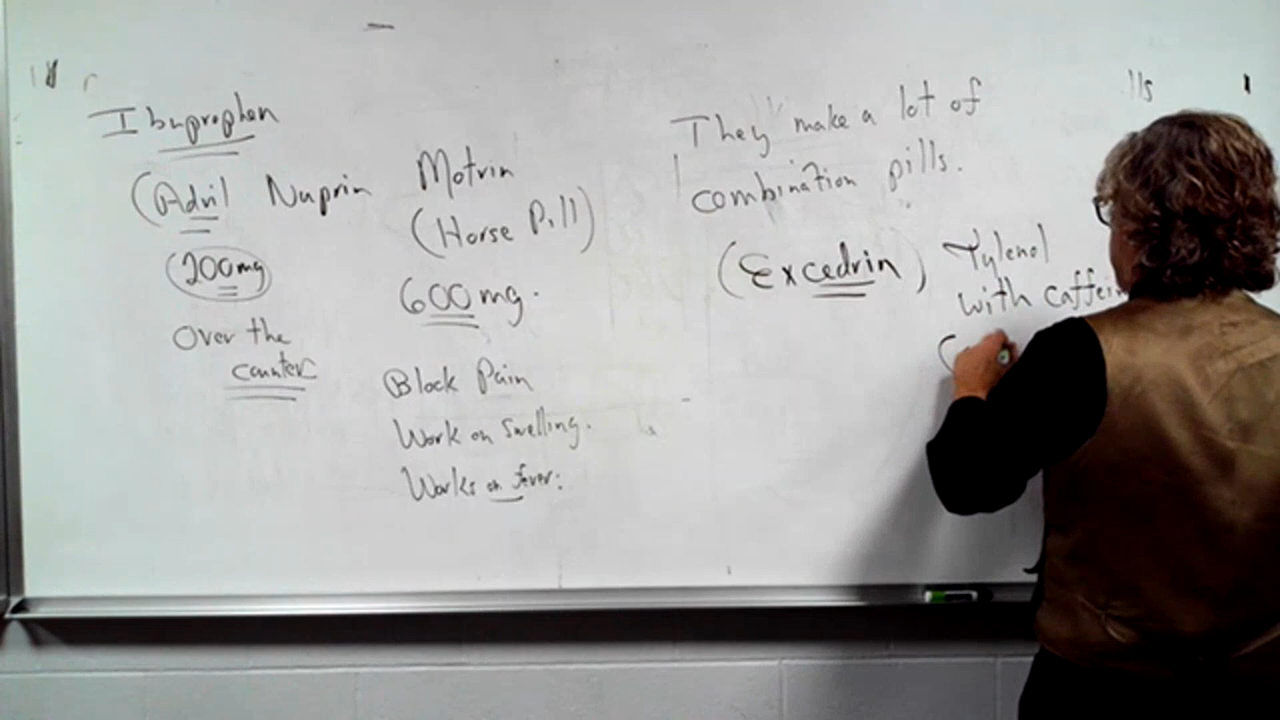 Ibuprophen
(Advil Nuprin Motrin
(Horse Pill)
200mg
600 mg.
Over the
counter
Block Pain
Work on swelling.
Works on fever.
They make a lot of
combination pills.
(Excedrin) Tylenol
with caffein